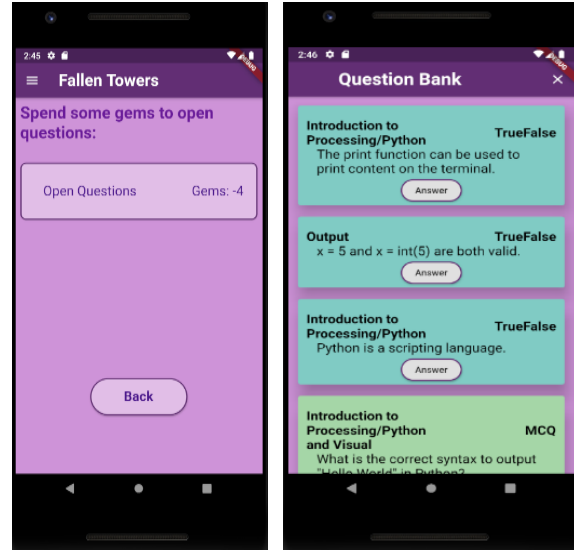 2:45
Fallen Towers
Spend some gems to open
questions:
Open Questions Gems: -4
Back
2:46
Question Bank
Introduction to
Processing/Python TrueFalse
The print function can be used to
print content on the terminal.
Answer
Output TrueFalse
x = 5 and x = int(5) are both valid.
Answer
Introduction to
Processing/Python TrueFalse
Python is a scripting language.
Answer
Introduction to
Processing/Python MCQ
and Visual
What is the correct syntax to output
"Hello World" in Python?